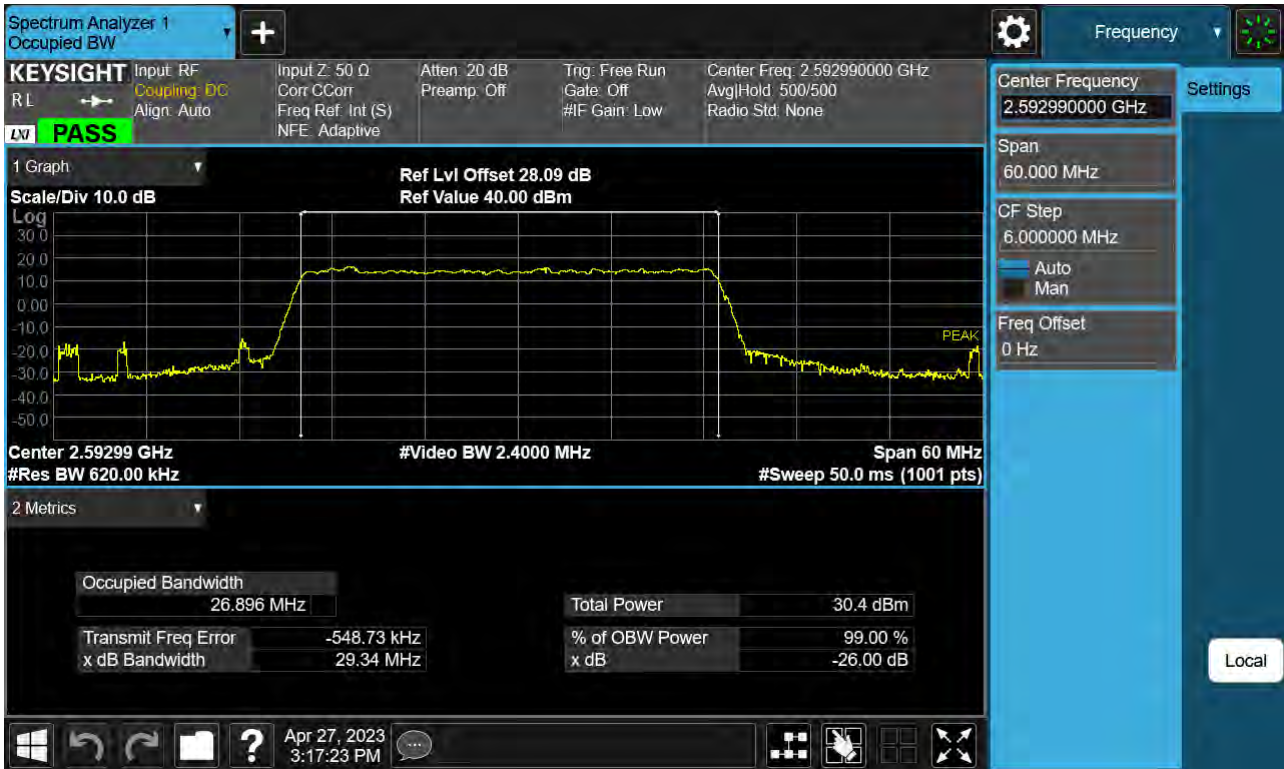 Spectrum Analyzer 1
Occupied BW
Frequency
KEYSIGHT
R L
LXI
PASS
Input: RF
Coupling: DC
Align: Auto
Input Z: 50 Ω
Corr CCorr
Freq Ref: Int (S)
NFE: Adaptive
Atten: 20 dB
Preamp: Off
Trig: Free Run
Gate: Off
#IF Gain: Low
Center Freq: 2.592990000 GHz
Avg|Hold: 500/500
Radio Std: None
Center Frequency
2.592990000 GHz
Settings
Span
60.000 MHz
CF Step
6.000000 MHz
Auto
Man
Freq Offset
0 Hz
1 Graph
Ref Lvl Offset 28.09 dB
Scale/Div 10.0 dB
Ref Value 40.00 dBm
Log
30.0
20.0
10.0
0.00
-10.0
-20.0
-30.0
-40.0
-50.0
PEAK
Center 2.59299 GHz
#Video BW 2.4000 MHz
Span 60 MHz
#Res BW 620.00 kHz
#Sweep 50.0 ms (1001 pts)
2 Metrics
Occupied Bandwidth
26.896 MHz
Total Power 30.4 dBm
Transmit Freq Error -548.73 kHz
% of OBW Power 99.00 %
x dB Bandwidth 29.34 MHz
x dB -26.00 dB
Local
?
Apr 27, 2023
3:17:23 PM